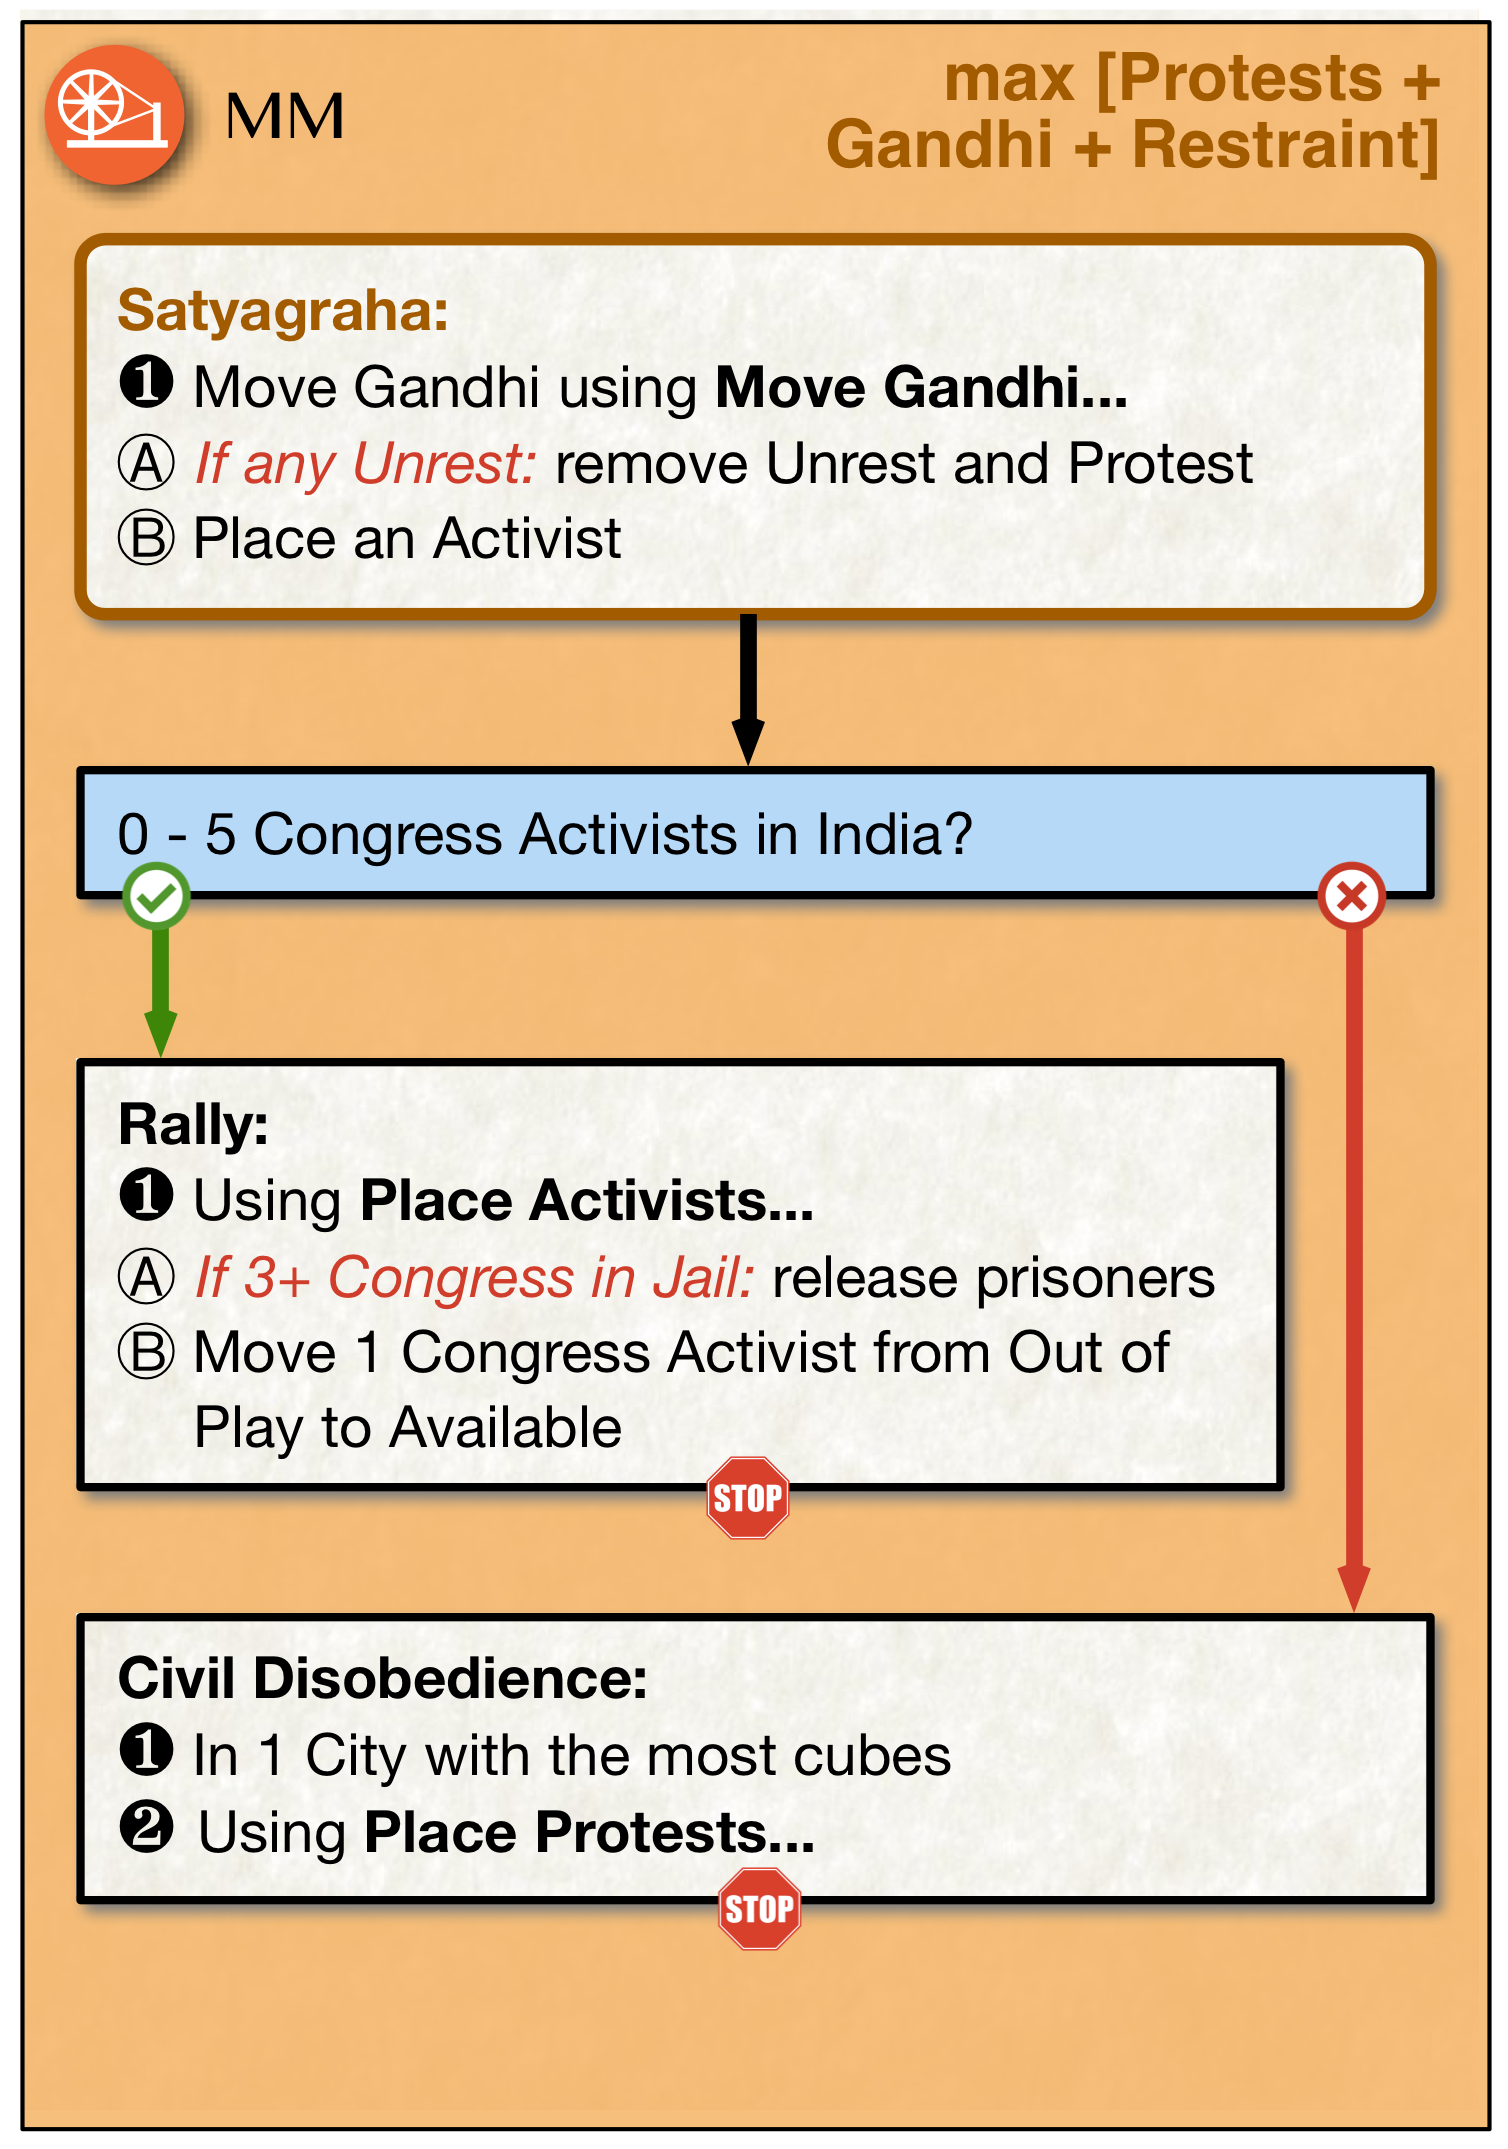 MM
max [Protests +
Gandhi + Restraint]
Satyagraha:
❶ Move Gandhi using Move Gandhi...
Ⓐ If any Unrest: remove Unrest and Protest
Ⓑ Place an Activist
0 - 5 Congress Activists in India?
Rally:
❶ Using Place Activists...
Ⓐ If 3+ Congress in Jail: release prisoners
Ⓑ Move 1 Congress Activist from Out of
Play to Available
STOP
Civil Disobedience:
❶ In 1 City with the most cubes
❷ Using Place Protests...
STOP